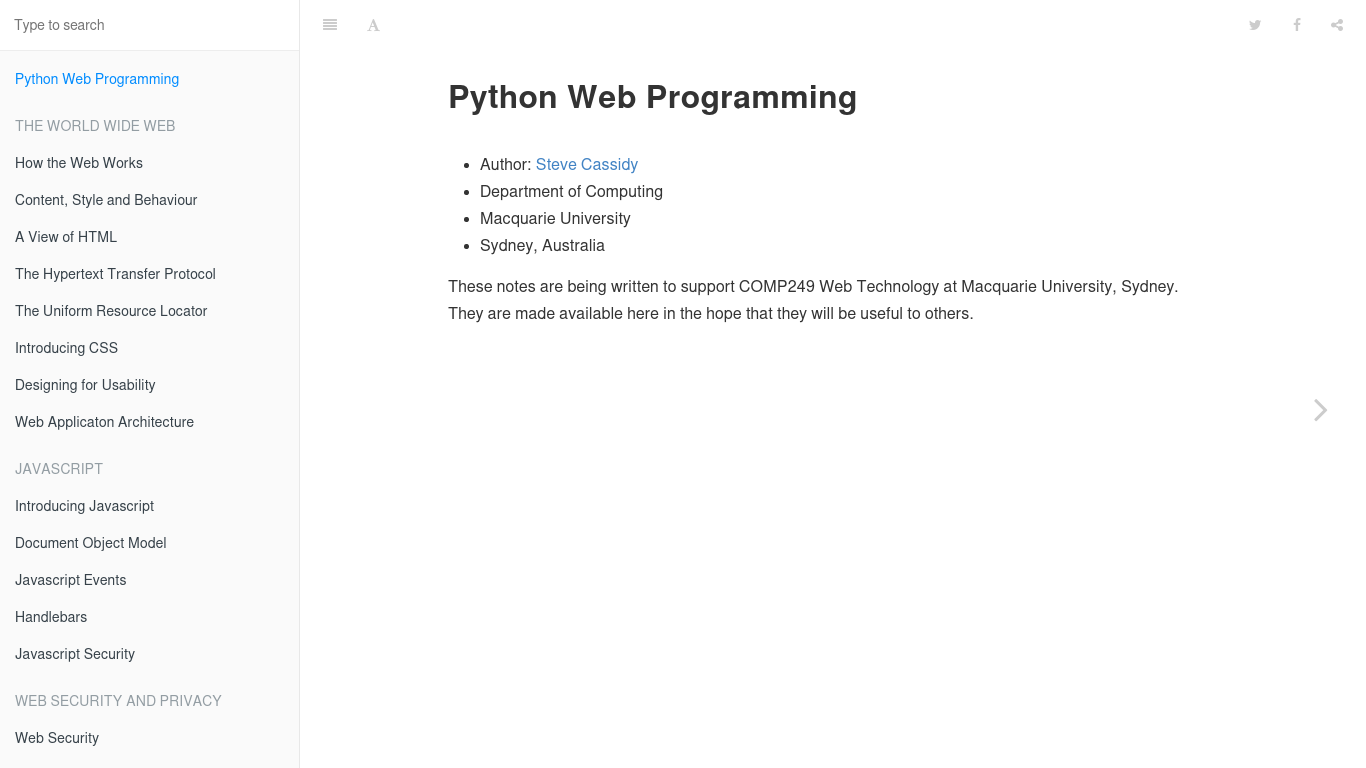 Type to search
Python Web Programming
THE WORLD WIDE WEB
How the Web Works
Content, Style and Behaviour
A View of HTML
The Hypertext Transfer Protocol
The Uniform Resource Locator
Introducing CSS
Designing for Usability
Web Applicaton Architecture
JAVASCRIPT
Introducing Javascript
Document Object Model
Javascript Events
Handlebars
Javascript Security
WEB SECURITY AND PRIVACY
Web Security
A
Python Web Programming
Author: Steve Cassidy
Department of Computing
Macquarie University
Sydney, Australia
These notes are being written to support COMP249 Web Technology at Macquarie University, Sydney.
They are made available here in the hope that they will be useful to others.